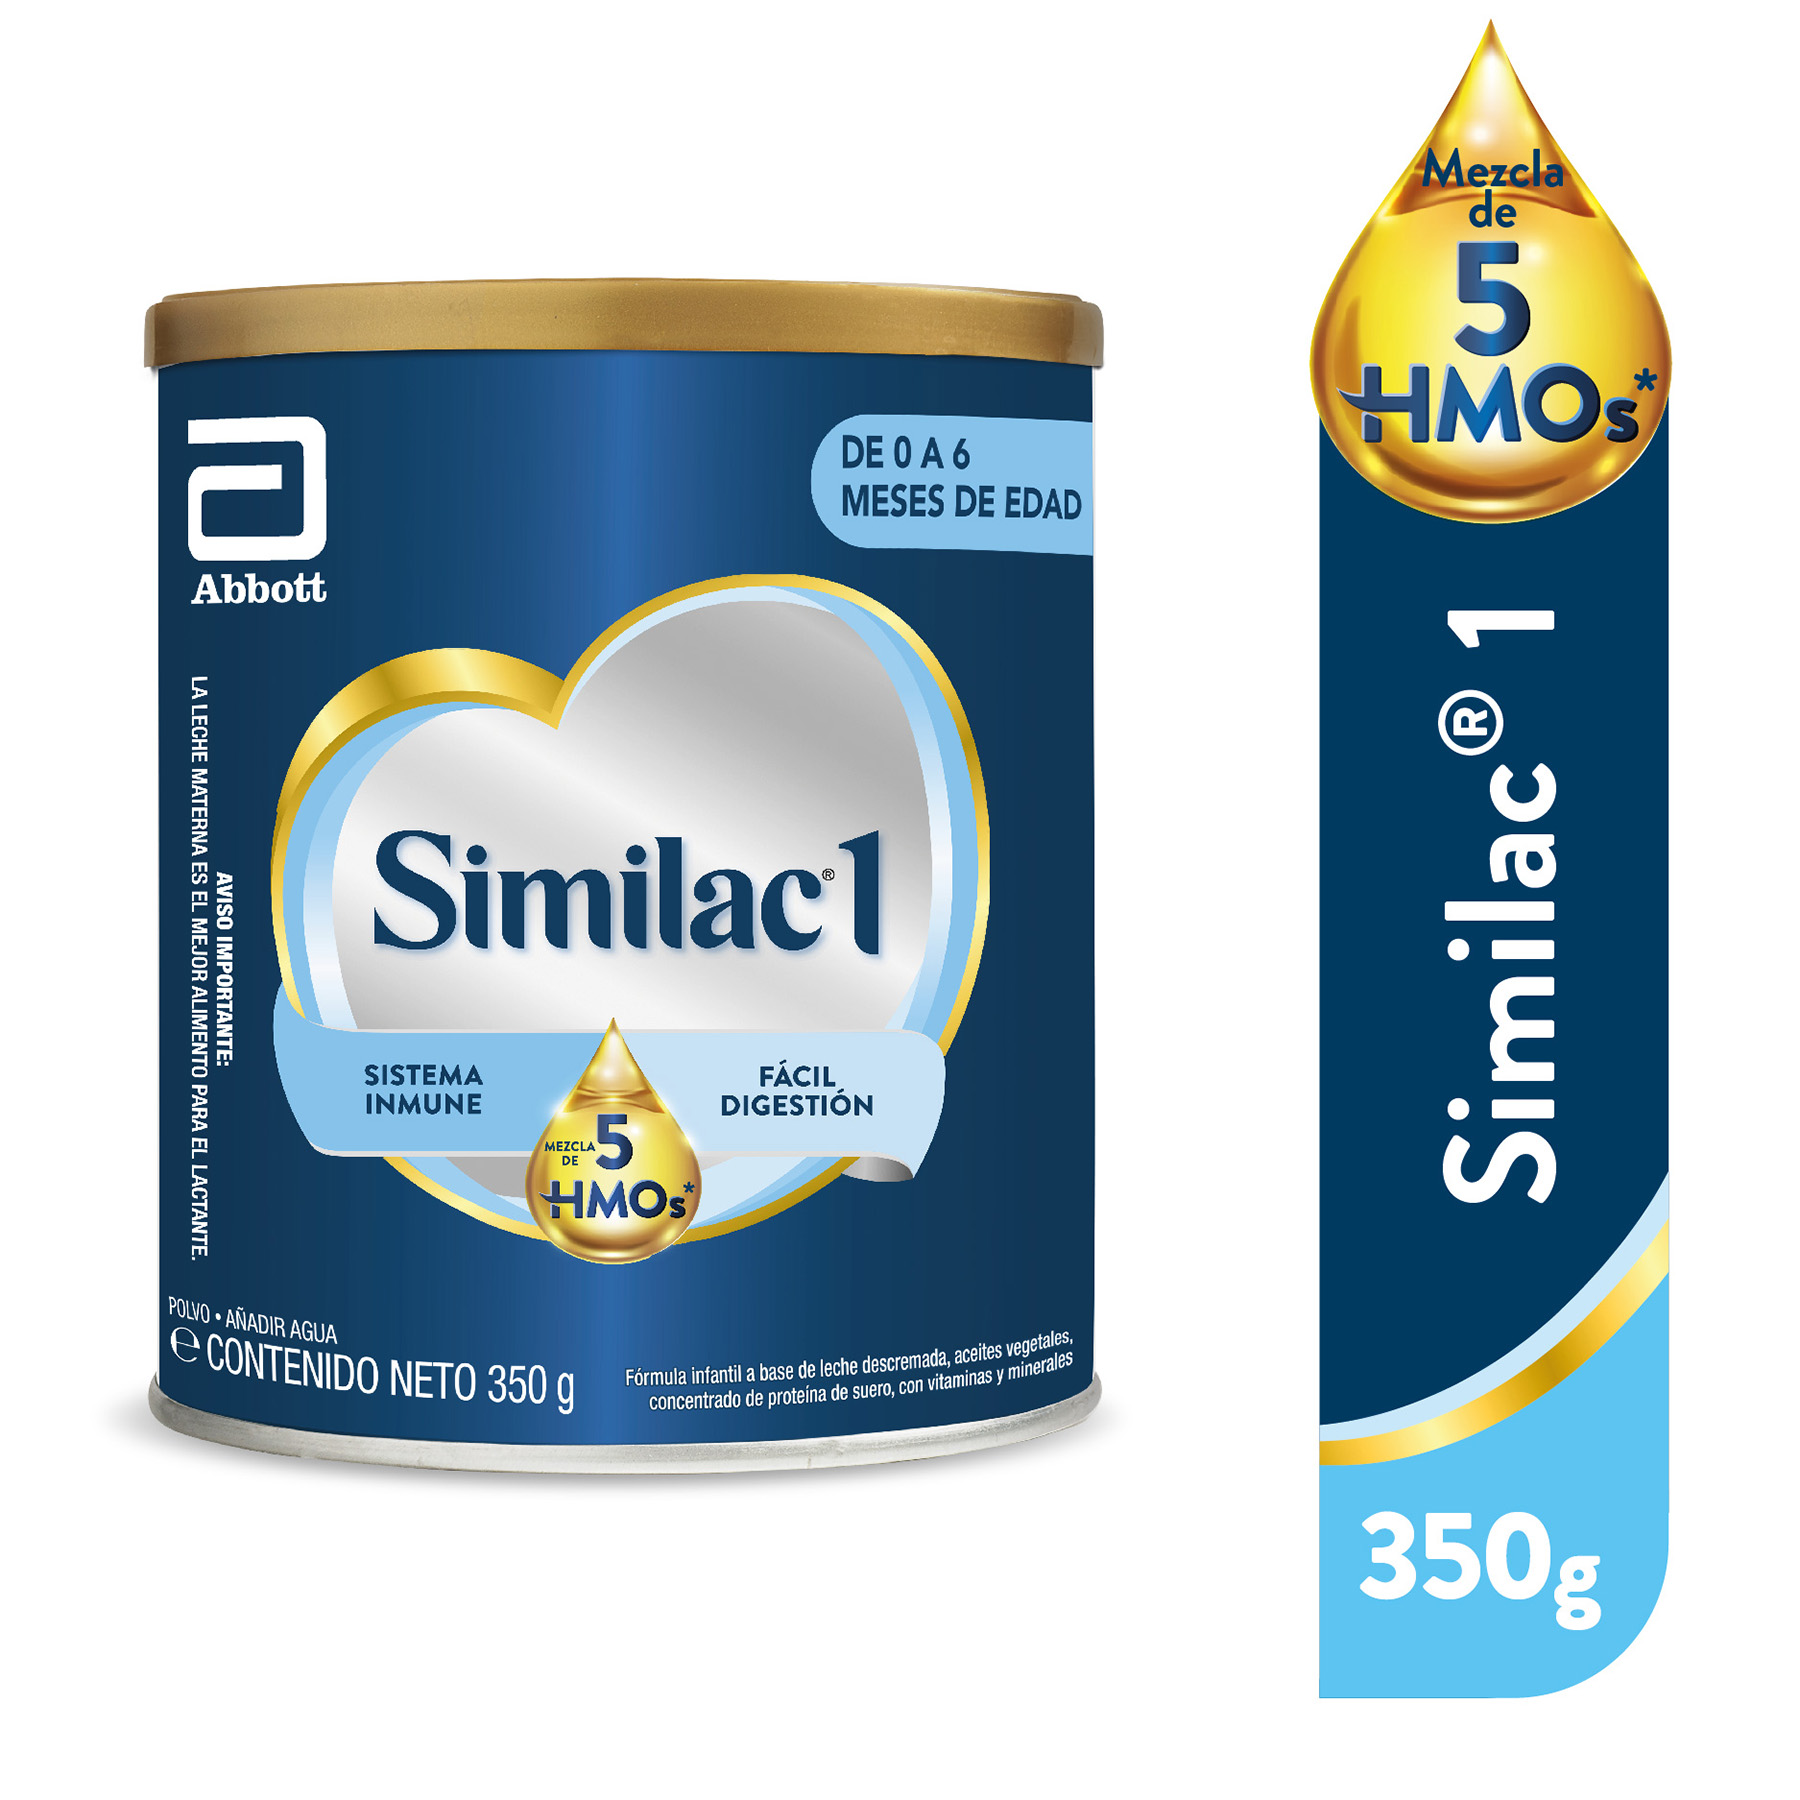 Abbott
DE 0 A 6
MESES DE EDAD
AVISO IMPORTANTE:
LA LECHE MATERNA ES EL MEJOR ALIMENTO PARA EL LACTANTE.
Similac®1
SISTEMA
INMUNE
FÁCIL
DIGESTIÓN
MEZCLA
DE
5
HMOs*
POLVO • AÑADIR AGUA
℮ CONTENIDO NETO 350 g
Fórmula infantil a base de leche descremada, aceites vegetales,
concentrado de proteína de suero, con vitaminas y minerales
Mezcla
de
5
HMOs*
Similac® 1
350g